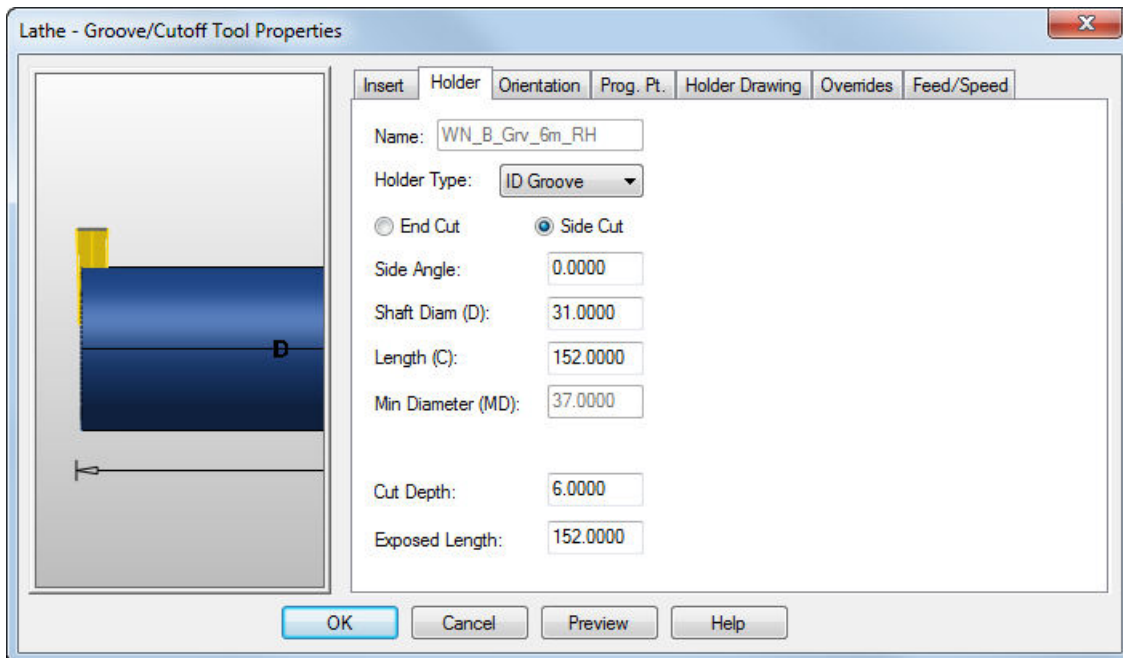 Lathe - Groove/Cutoff Tool Properties
Insert Holder Orientation Prog. Pt. Holder Drawing Overrides Feed/Speed
Name: WN_B_Grv_6m_RH
Holder Type: ID Groove
End Cut Side Cut
Side Angle: 0.0000
Shaft Diam (D): 31.0000
D
Length (C): 152.0000
Min Diameter (MD): 37.0000
Cut Depth: 6.0000
Exposed Length: 152.0000
OK Cancel Preview Help